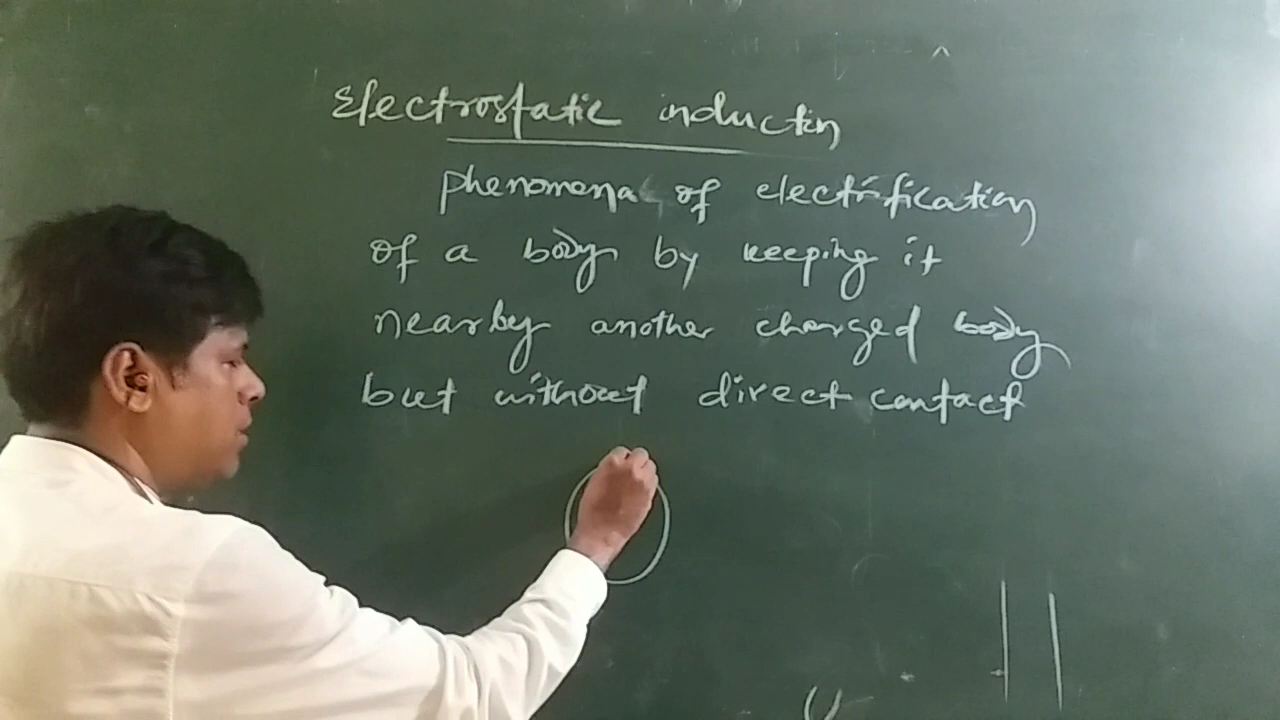 Electrostatic induction
phenomena of electrification
of a body by keeping it
nearby another charged body
but without direct contact